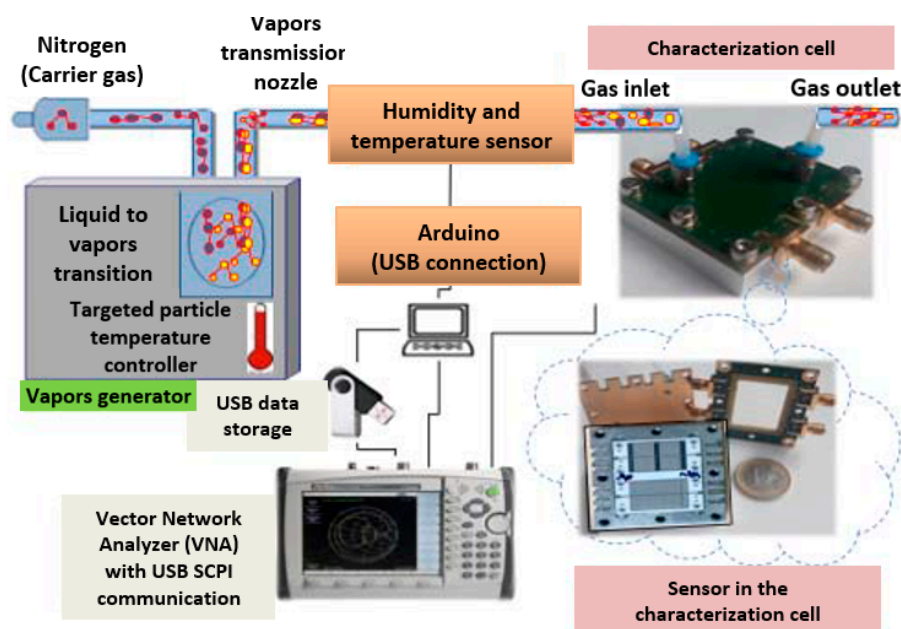 Nitrogen
(Carrier gas)
Vapors
transmission
nozzle
Characterization cell
Gas inlet
Gas outlet
Humidity and
temperature sensor
Liquid to
vapors
transition
Arduino
(USB connection)
Targeted particle
temperature
controller
Vapors generator
USB data
storage
Vector Network
Analyzer (VNA)
with USB SCPI
communication
Sensor in the
characterization cell